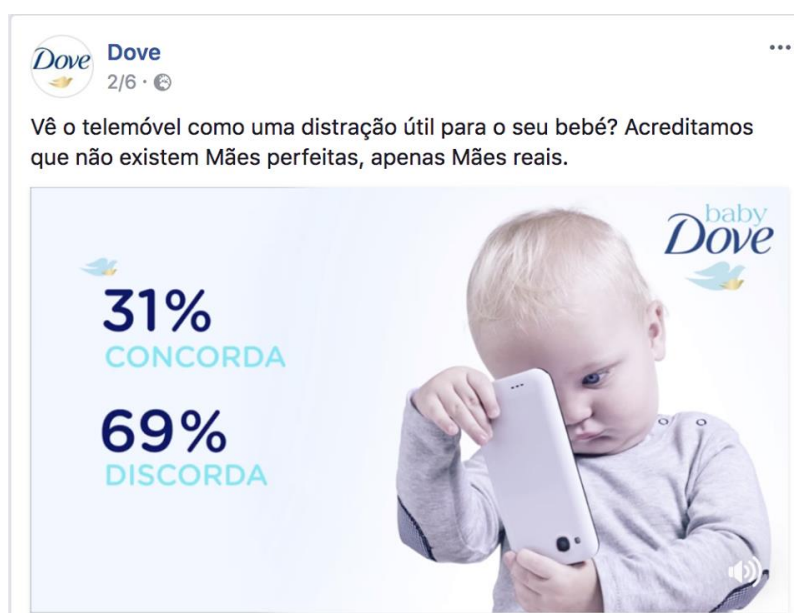 Dove
Dove
2/6
Vê o telemóvel como uma distração útil para o seu bebé? Acreditamos
que não existem Mães perfeitas, apenas Mães reais.
baby
Dove
31%
CONCORDA
69%
DISCORDA